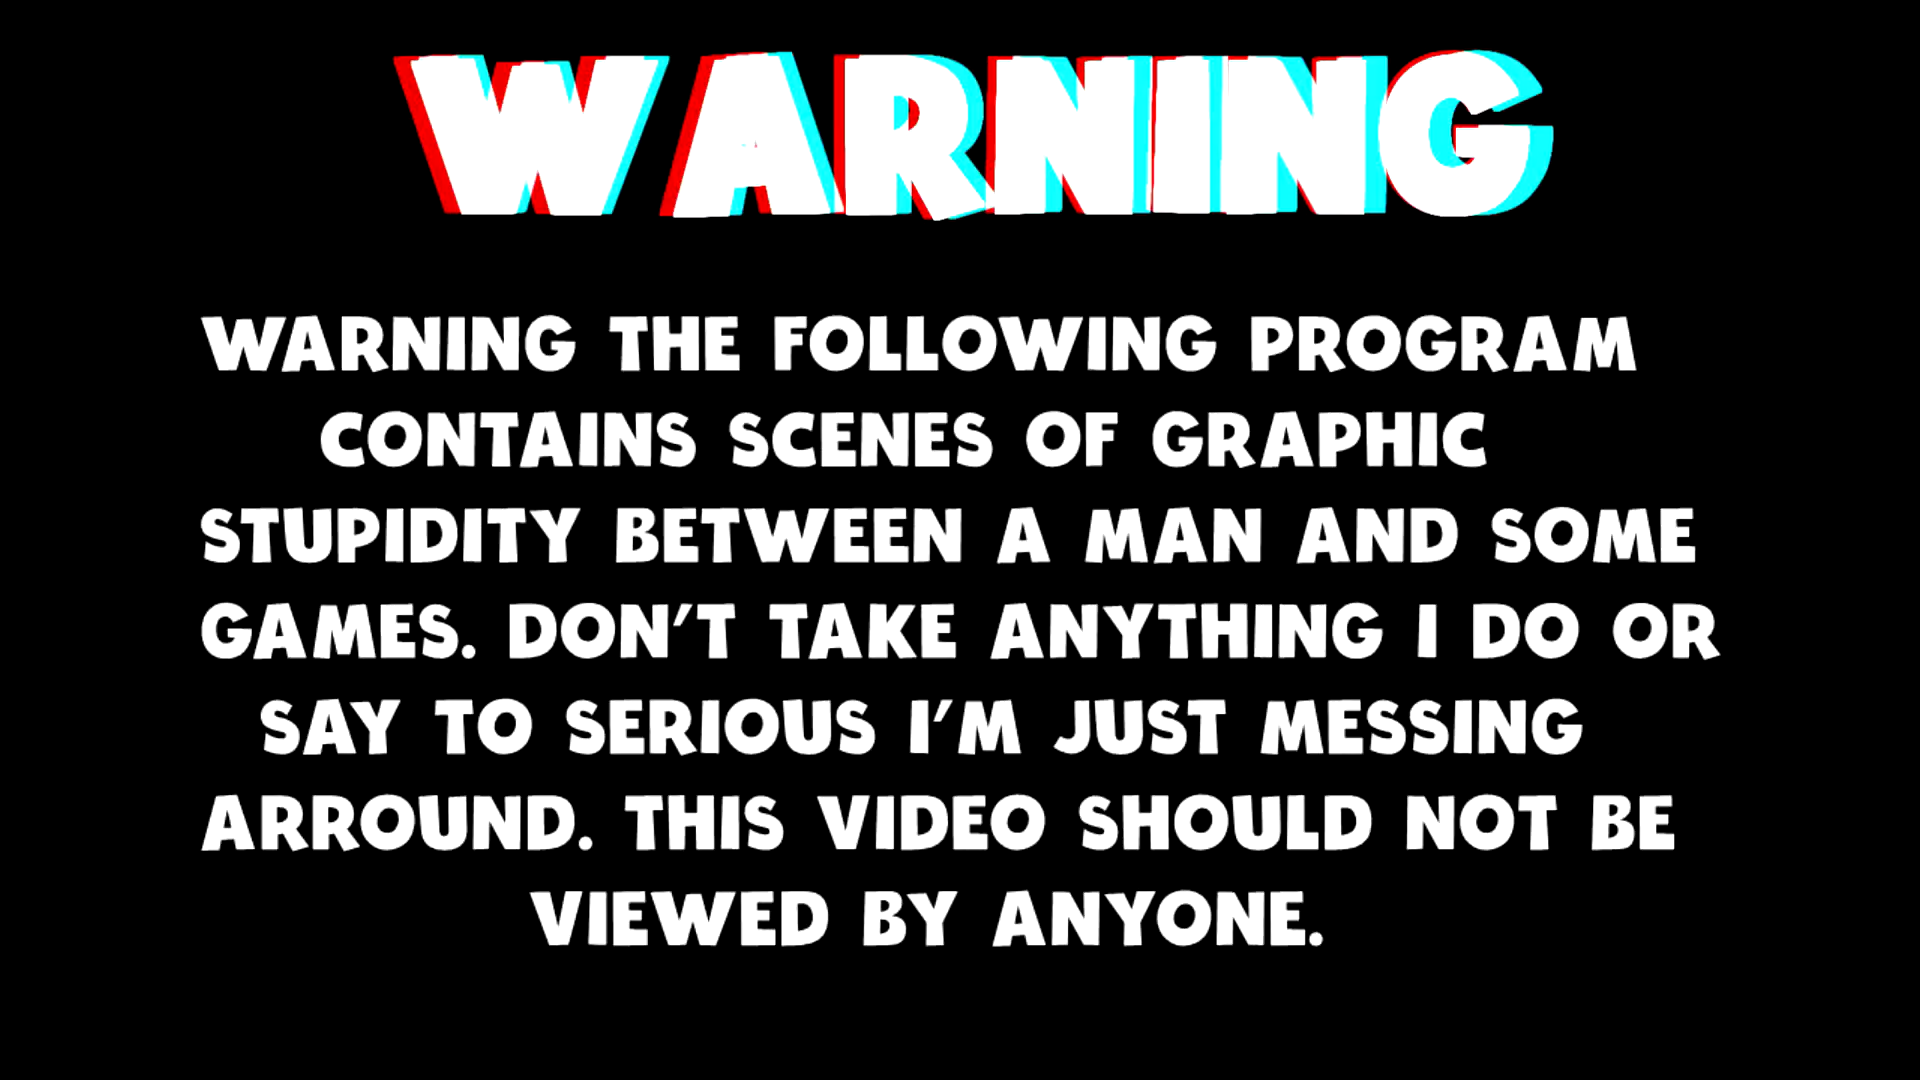 WARNING
WARNING THE FOLLOWING PROGRAM
CONTAINS SCENES OF GRAPHIC
STUPIDITY BETWEEN A MAN AND SOME
GAMES. DON'T TAKE ANYTHING I DO OR
SAY TO SERIOUS I'M JUST MESSING
ARROUND. THIS VIDEO SHOULD NOT BE
VIEWED BY ANYONE.